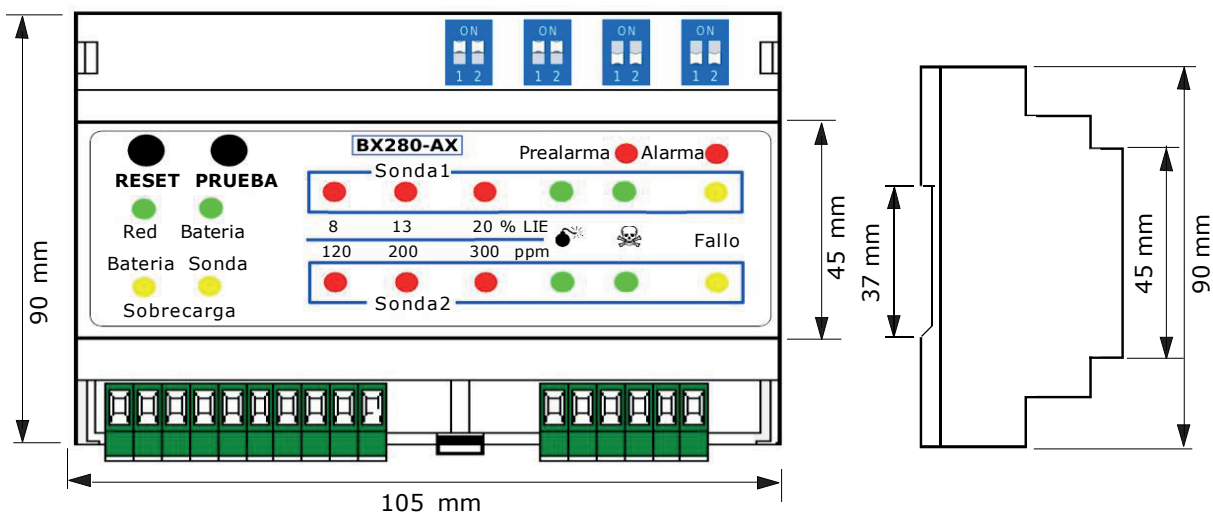 ON ON ON ON
1 2 1 2 1 2 1 2
BX280-AX
Prealarma Alarma
Sonda1
RESET PRUEBA
Red Bateria
8 13 20 % LIE
120 200 300 ppm
Fallo
Bateria Sonda
Sobrecarga
Sonda2
90 mm
105 mm
45 mm
37 mm
45 mm
90 mm